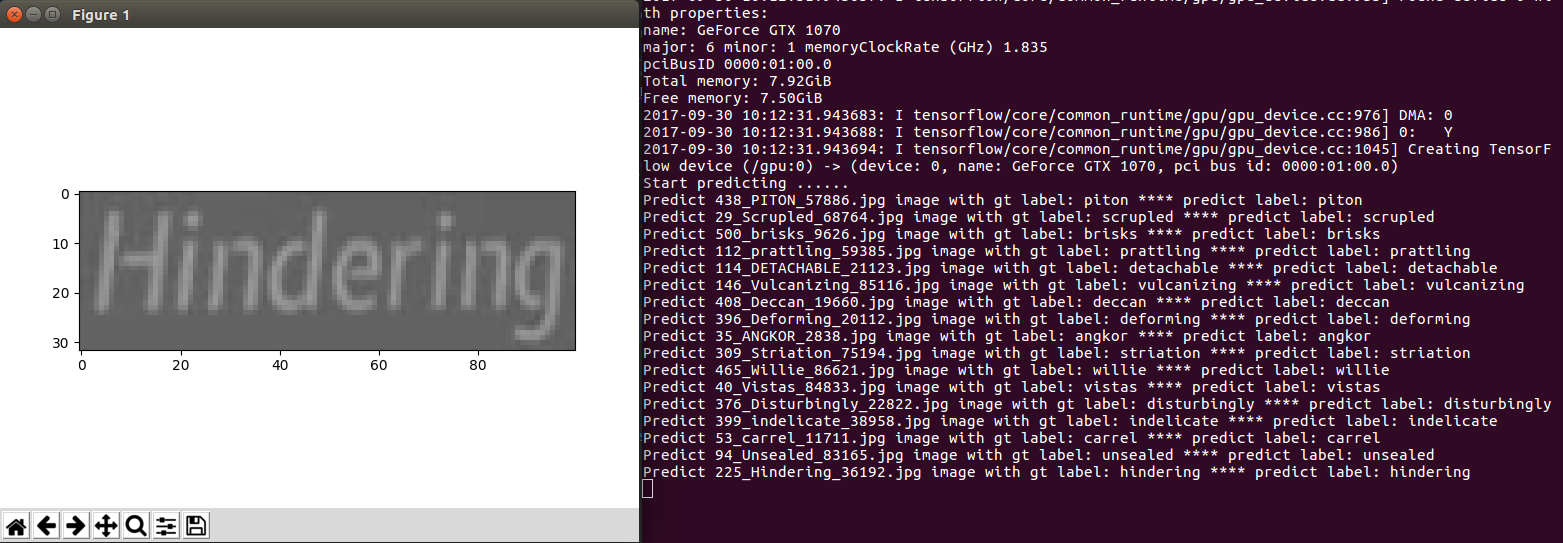 Figure 1
0
10
20
30
Hindering
0 20 40 60 80
th properties:
name: GeForce GTX 1070
major: 6 minor: 1 memoryClockRate (GHz) 1.835
pciBusID 0000:01:00.0
Total memory: 7.92GiB
Free memory: 7.50GiB
2017-09-30 10:12:31.943683: I tensorflow/core/common_runtime/gpu/gpu_device.cc:976] DMA: 0
2017-09-30 10:12:31.943688: I tensorflow/core/common_runtime/gpu/gpu_device.cc:986] 0:   Y
2017-09-30 10:12:31.943694: I tensorflow/core/common_runtime/gpu/gpu_device.cc:1045] Creating TensorF
low device (/gpu:0) -> (device: 0, name: GeForce GTX 1070, pci bus id: 0000:01:00.0)
Start predicting ......
Predict 438_PITON_57886.jpg image with gt label: piton **** predict label: piton
Predict 29_Scrupled_68764.jpg image with gt label: scrupled **** predict label: scrupled
Predict 500_brisks_9626.jpg image with gt label: brisks **** predict label: brisks
Predict 112_prattling_59385.jpg image with gt label: prattling **** predict label: prattling
Predict 114_DETACHABLE_21123.jpg image with gt label: detachable **** predict label: detachable
Predict 146_Vulcanizing_85116.jpg image with gt label: vulcanizing **** predict label: vulcanizing
Predict 408_Deccan_19660.jpg image with gt label: deccan **** predict label: deccan
Predict 396_Deforming_20112.jpg image with gt label: deforming **** predict label: deforming
Predict 35_ANGKOR_2838.jpg image with gt label: angkor **** predict label: angkor
Predict 309_Striation_75194.jpg image with gt label: striation **** predict label: striation
Predict 465_Willie_86621.jpg image with gt label: willie **** predict label: willie
Predict 40_Vistas_84833.jpg image with gt label: vistas **** predict label: vistas
Predict 376_Disturbingly_22822.jpg image with gt label: disturbingly **** predict label: disturbingly
Predict 399_indelicate_38958.jpg image with gt label: indelicate **** predict label: indelicate
Predict 53_carrel_11711.jpg image with gt label: carrel **** predict label: carrel
Predict 94_Unsealed_83165.jpg image with gt label: unsealed **** predict label: unsealed
Predict 225_Hindering_36192.jpg image with gt label: hindering **** predict label: hindering